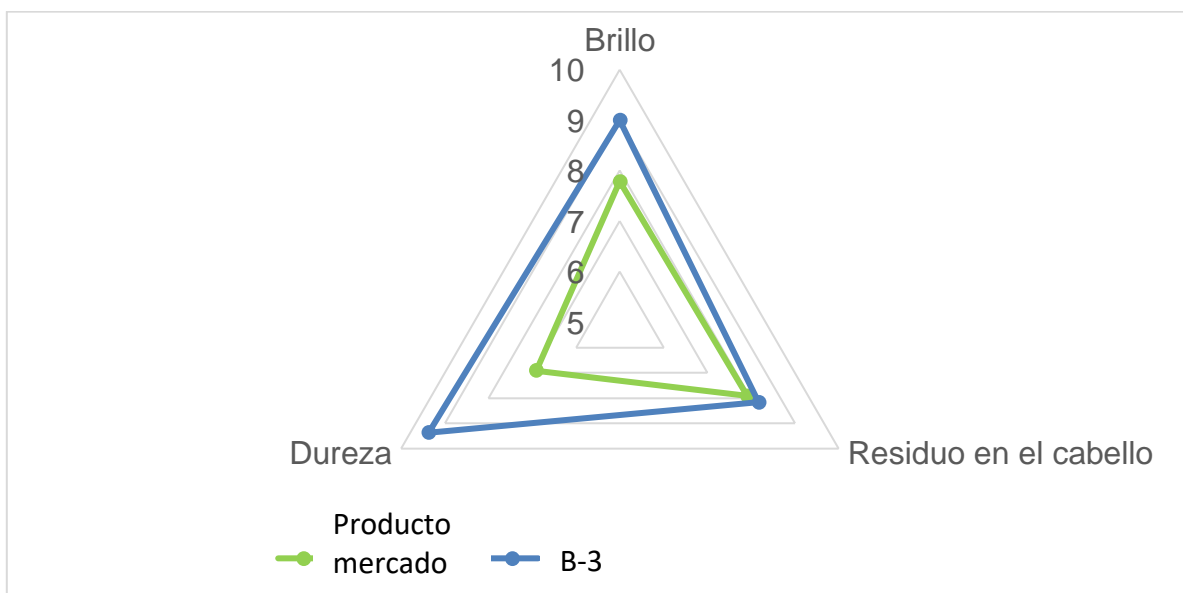 Brillo
10
9
8
7
6
5
Dureza
Residuo en el cabello
Producto
mercado
B-3